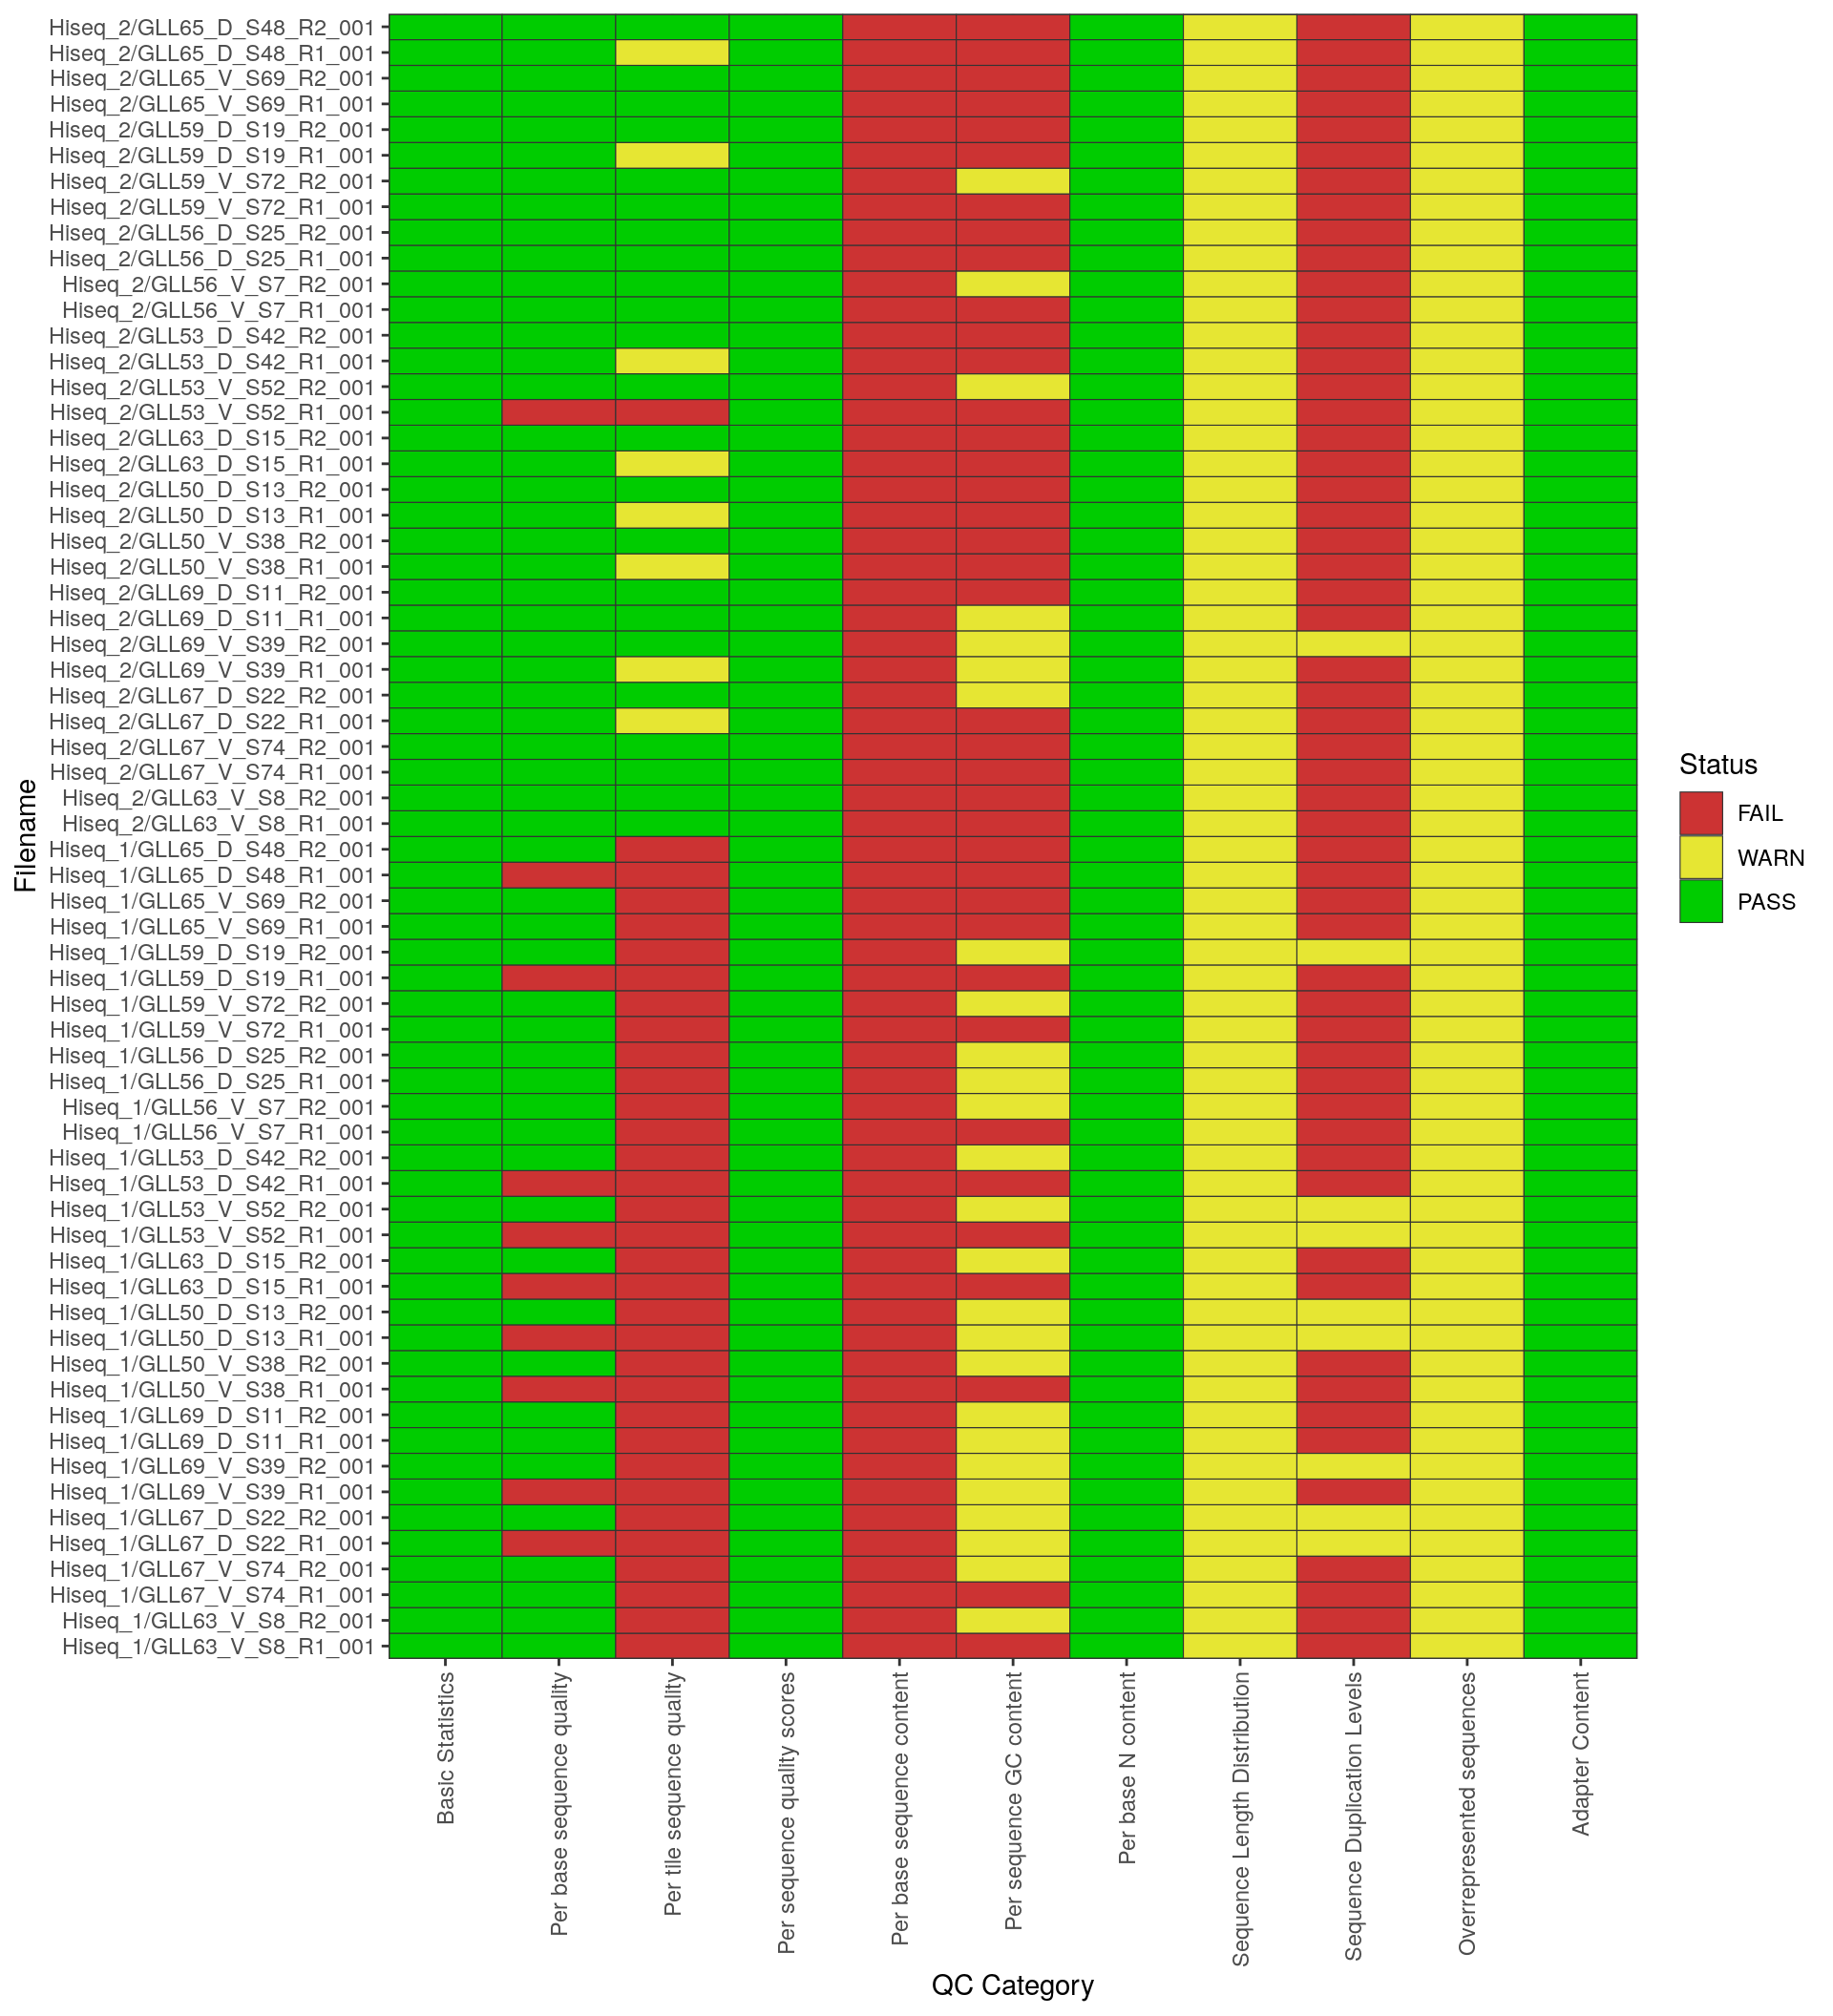 Hiseq_2/GLL65_D_S48_R2_001
Hiseq_2/GLL65_D_S48_R1_001
Hiseq_2/GLL65_V_S69_R2_001
Hiseq_2/GLL65_V_S69_R1_001
Hiseq_2/GLL59_D_S19_R2_001
Hiseq_2/GLL59_D_S19_R1_001
Hiseq_2/GLL59_V_S72_R2_001
Hiseq_2/GLL59_V_S72_R1_001
Hiseq_2/GLL56_D_S25_R2_001
Hiseq_2/GLL56_D_S25_R1_001
Hiseq_2/GLL56_V_S7_R2_001
Hiseq_2/GLL56_V_S7_R1_001
Hiseq_2/GLL53_D_S42_R2_001
Hiseq_2/GLL53_D_S42_R1_001
Hiseq_2/GLL53_V_S52_R2_001
Hiseq_2/GLL53_V_S52_R1_001
Hiseq_2/GLL63_D_S15_R2_001
Hiseq_2/GLL63_D_S15_R1_001
Hiseq_2/GLL50_D_S13_R2_001
Hiseq_2/GLL50_D_S13_R1_001
Hiseq_2/GLL50_V_S38_R2_001
Hiseq_2/GLL50_V_S38_R1_001
Hiseq_2/GLL69_D_S11_R2_001
Hiseq_2/GLL69_D_S11_R1_001
Hiseq_2/GLL69_V_S39_R2_001
Hiseq_2/GLL69_V_S39_R1_001
Hiseq_2/GLL67_D_S22_R2_001
Hiseq_2/GLL67_D_S22_R1_001
Hiseq_2/GLL67_V_S74_R2_001
Hiseq_2/GLL67_V_S74_R1_001
Hiseq_2/GLL63_V_S8_R2_001
Hiseq_2/GLL63_V_S8_R1_001
Hiseq_1/GLL65_D_S48_R2_001
Hiseq_1/GLL65_D_S48_R1_001
Hiseq_1/GLL65_V_S69_R2_001
Hiseq_1/GLL65_V_S69_R1_001
Hiseq_1/GLL59_D_S19_R2_001
Hiseq_1/GLL59_D_S19_R1_001
Hiseq_1/GLL59_V_S72_R2_001
Hiseq_1/GLL59_V_S72_R1_001
Hiseq_1/GLL56_D_S25_R2_001
Hiseq_1/GLL56_D_S25_R1_001
Hiseq_1/GLL56_V_S7_R2_001
Hiseq_1/GLL56_V_S7_R1_001
Hiseq_1/GLL53_D_S42_R2_001
Hiseq_1/GLL53_D_S42_R1_001
Hiseq_1/GLL53_V_S52_R2_001
Hiseq_1/GLL53_V_S52_R1_001
Hiseq_1/GLL63_D_S15_R2_001
Hiseq_1/GLL63_D_S15_R1_001
Hiseq_1/GLL50_D_S13_R2_001
Hiseq_1/GLL50_D_S13_R1_001
Hiseq_1/GLL50_V_S38_R2_001
Hiseq_1/GLL50_V_S38_R1_001
Hiseq_1/GLL69_D_S11_R2_001
Hiseq_1/GLL69_D_S11_R1_001
Hiseq_1/GLL69_V_S39_R2_001
Hiseq_1/GLL69_V_S39_R1_001
Hiseq_1/GLL67_D_S22_R2_001
Hiseq_1/GLL67_D_S22_R1_001
Hiseq_1/GLL67_V_S74_R2_001
Hiseq_1/GLL67_V_S74_R1_001
Hiseq_1/GLL63_V_S8_R2_001
Hiseq_1/GLL63_V_S8_R1_001
Filename
Basic Statistics
Per base sequence quality
Per tile sequence quality
Per sequence quality scores
Per base sequence content
Per sequence GC content
Per base N content
Sequence Length Distribution
Sequence Duplication Levels
Overrepresented sequences
Adapter Content
QC Category
Status
FAIL
WARN
PASS